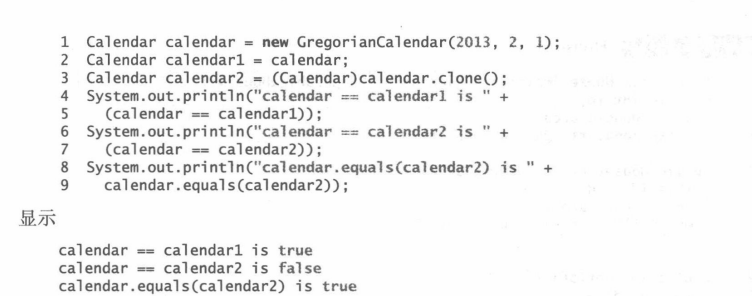 1 Calendar calendar = new GregorianCalendar(2013, 2, 1);
2 Calendar calendar1 = calendar;
3 Calendar calendar2 = (Calendar)calendar.clone();
4 System.out.println("calendar == calendar1 is " +
5 (calendar == calendar1));
6 System.out.println("calendar == calendar2 is " +
7 (calendar == calendar2));
8 System.out.println("calendar.equals(calendar2) is " +
9 calendar.equals(calendar2));
显示
calendar == calendar1 is true
calendar == calendar2 is false
calendar.equals(calendar2) is true